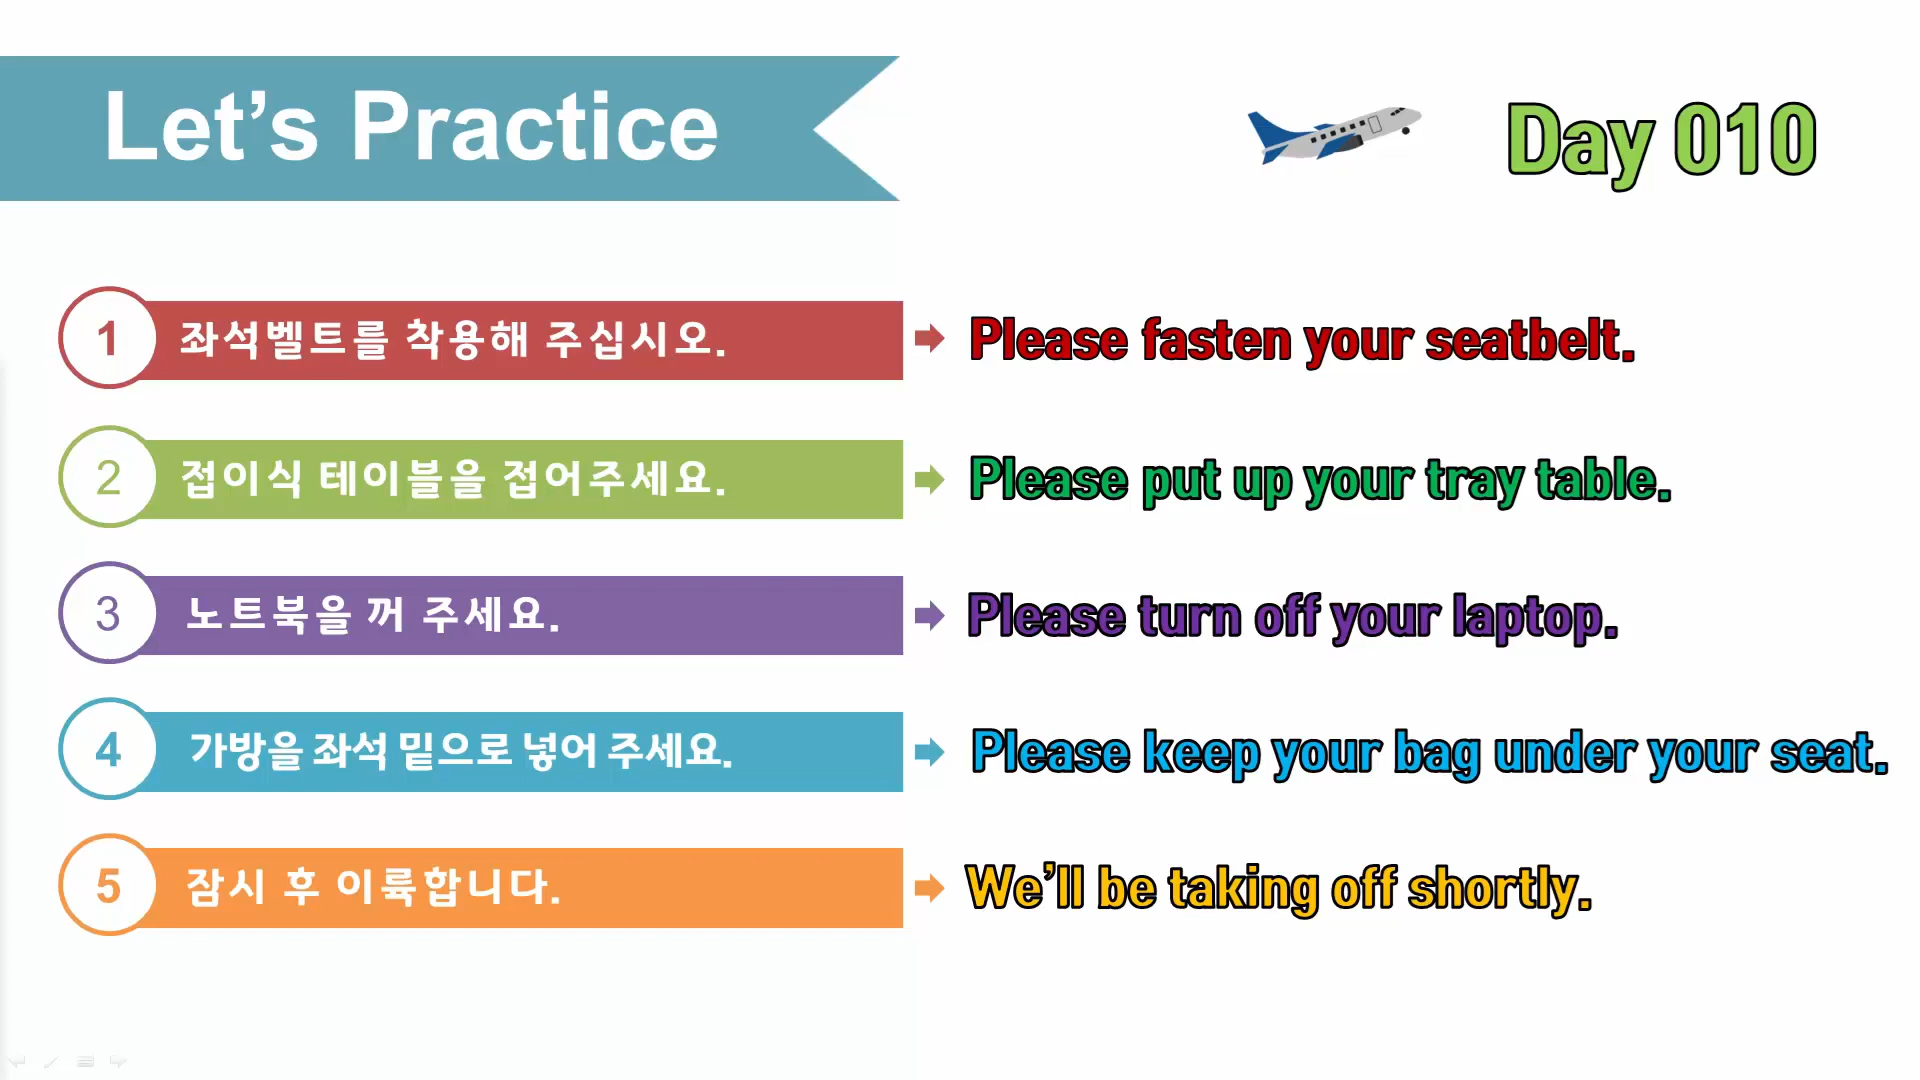 Let's Practice
Day 010
1 좌석벨트를 착용해 주십시오. Please fasten your seatbelt.
2 접이식 테이블을 접어주세요. Please put up your tray table.
3 노트북을 꺼 주세요. Please turn off your laptop.
4 가방을 좌석 밑으로 넣어 주세요. Please keep your bag under your seat.
5 잠시 후 이륙합니다. We'll be taking off shortly.